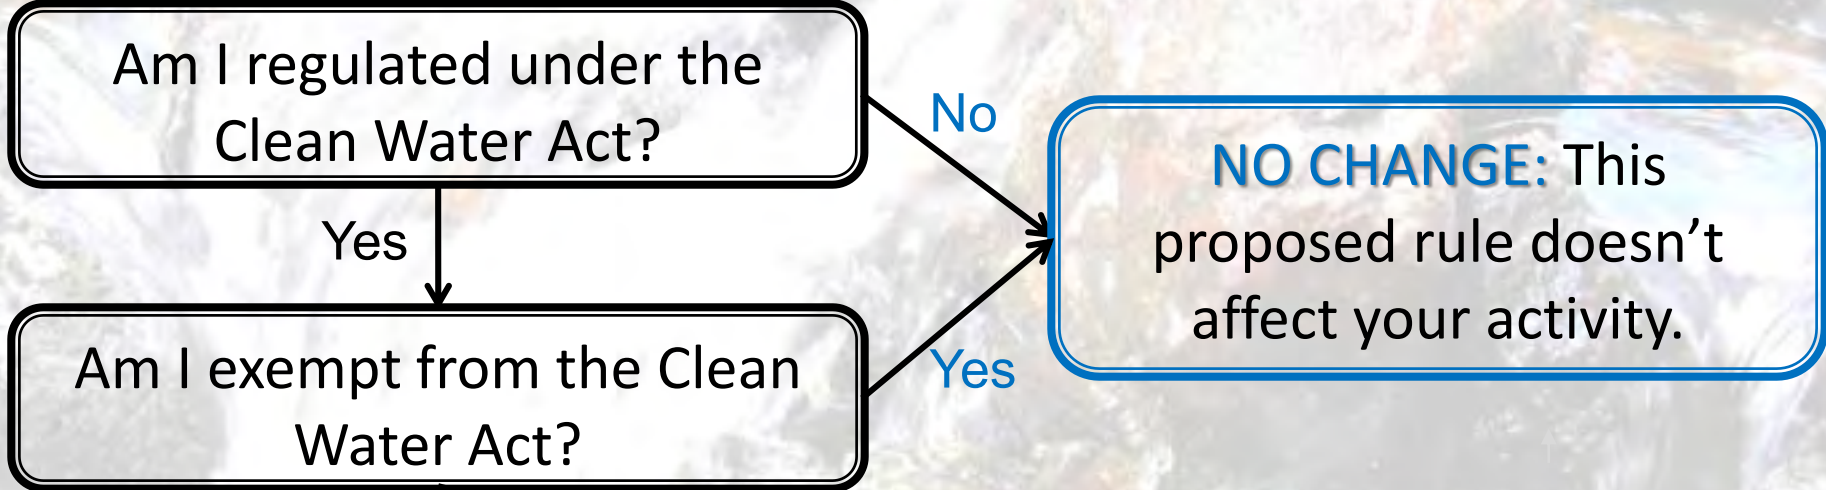 Am I regulated under the
Clean Water Act?
No
NO CHANGE: This
proposed rule doesn’t
affect your activity.
Yes
Am I exempt from the Clean
Water Act?
Yes